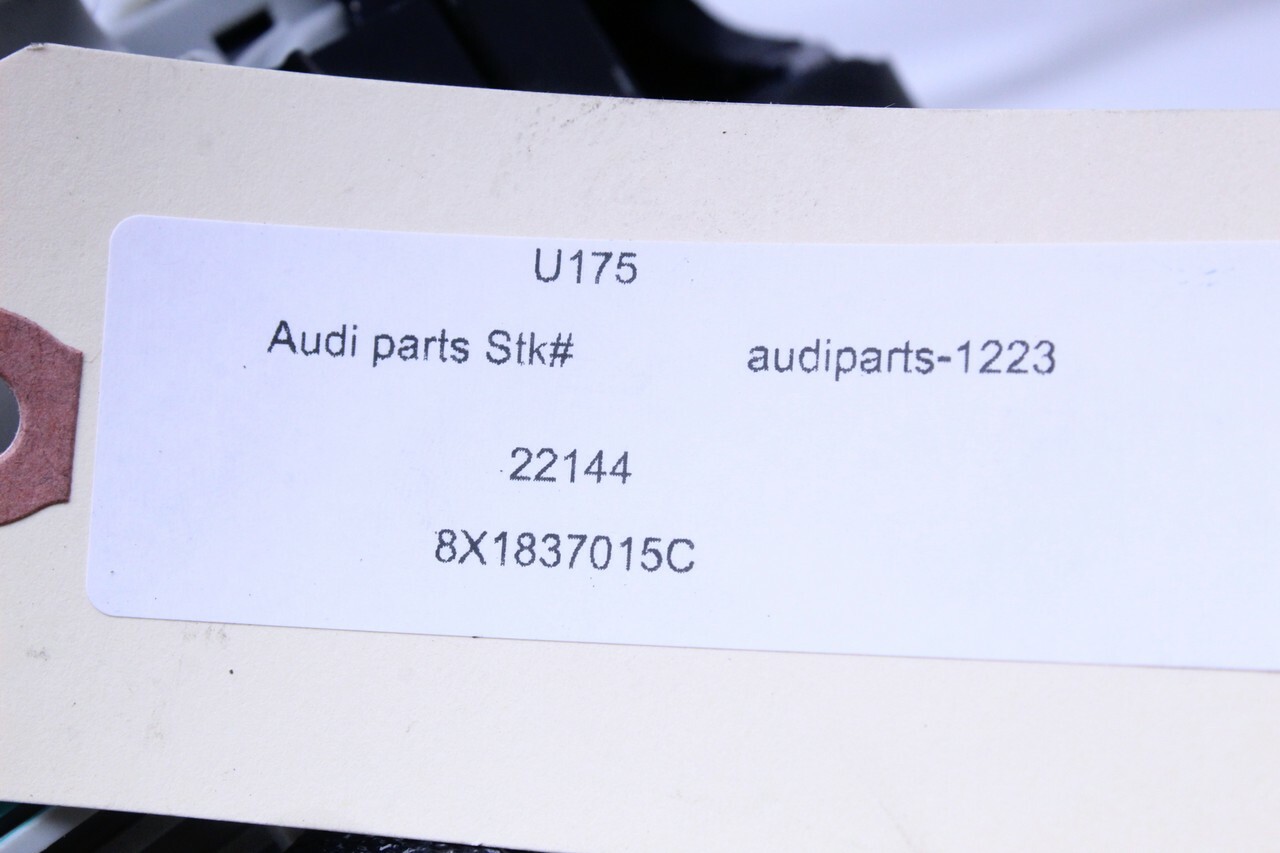 U175
Audi parts Stk# audiparts-1223
22144
8X1837015C